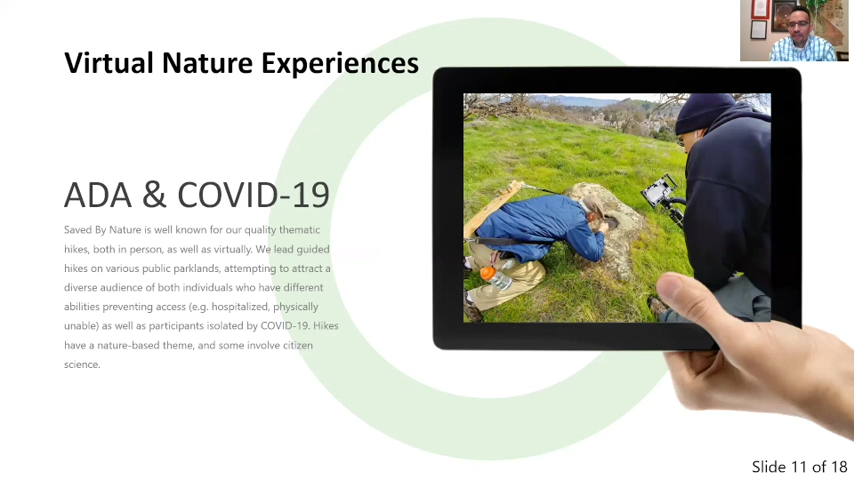 Virtual Nature Experiences
ADA & COVID-19
Saved By Nature is well known for our quality thematic
hikes, both in person, as well as virtually. We lead guided
hikes on various public parklands, attempting to attract a
diverse audience of both individuals who have different
abilities preventing access (e.g. hospitalized, physically
unable) as well as participants isolated by COVID-19. Hikes
have a nature-based theme, and some involve citizen
science.
Slide 11 of 18